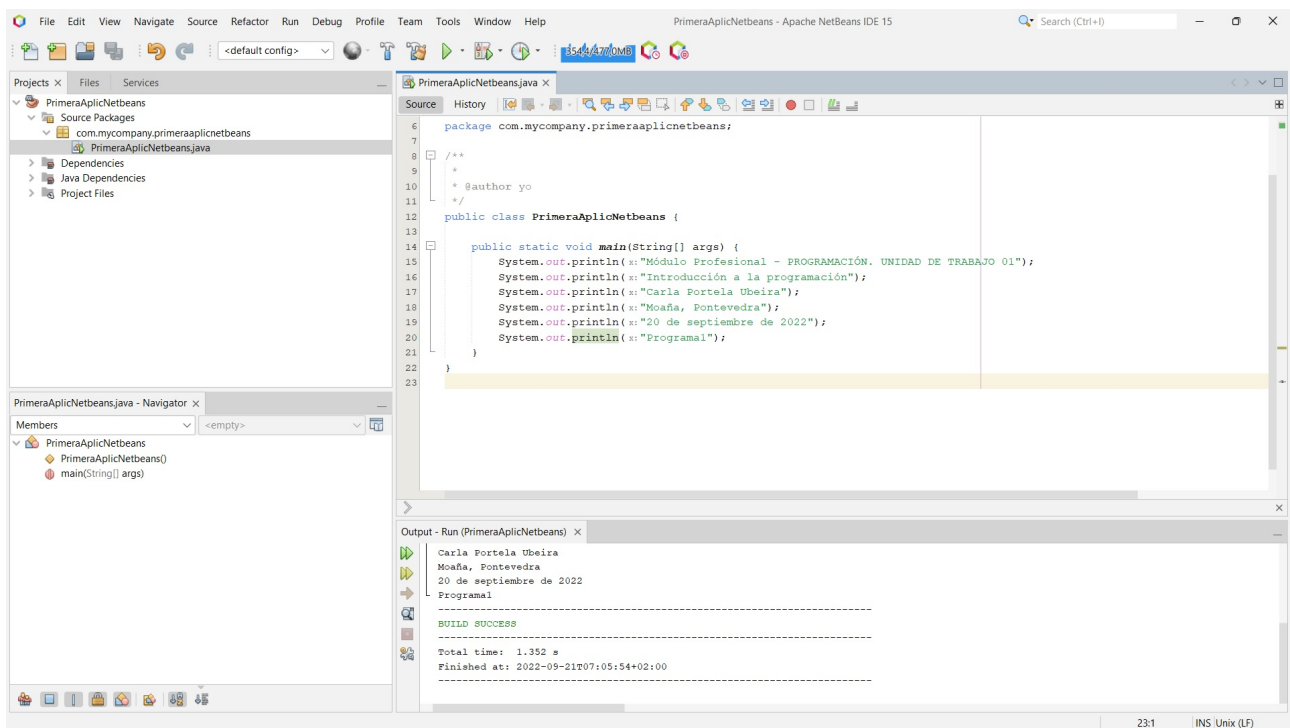 File Edit View Navigate Source Refactor Run Debug Profile Team Tools Window Help PrimeraAplicNetbeans - Apache NetBeans IDE 15 Search (Ctrl+I)
<default config> 354,4/477,0MB
Projects Files Services
PrimeraAplicNetbeans
Source Packages
com.mycompany.primeraaplicnetbeans
PrimeraAplicNetbeans.java
Dependencies
Java Dependencies
Project Files
PrimeraAplicNetbeans.java - Navigator
Members <empty>
PrimeraAplicNetbeans
PrimeraAplicNetbeans()
main(String[] args)
PrimeraAplicNetbeans.java
Source History
6 package com.mycompany.primeraaplicnetbeans;
7
8 /**
9 *
10 * @author yo
11 */
12 public class PrimeraAplicNetbeans {
13
14 public static void main(String[] args) {
15 System.out.println(x: "Módulo Profesional - PROGRAMACIÓN. UNIDAD DE TRABAJO 01");
16 System.out.println(x: "Introducción a la programación");
17 System.out.println(x: "Carla Portela Ubeira");
18 System.out.println(x: "Moaña, Pontevedra");
19 System.out.println(x: "20 de septiembre de 2022");
20 System.out.println(x: "Programa1");
21 }
22 }
23
Output - Run (PrimeraAplicNetbeans)
Carla Portela Ubeira
Moaña, Pontevedra
20 de septiembre de 2022
Programa1
------------------------------------------------------------------------
BUILD SUCCESS
------------------------------------------------------------------------
Total time: 1.352 s
Finished at: 2022-09-21T07:05:54+02:00
------------------------------------------------------------------------
23:1 INS Unix (LF)